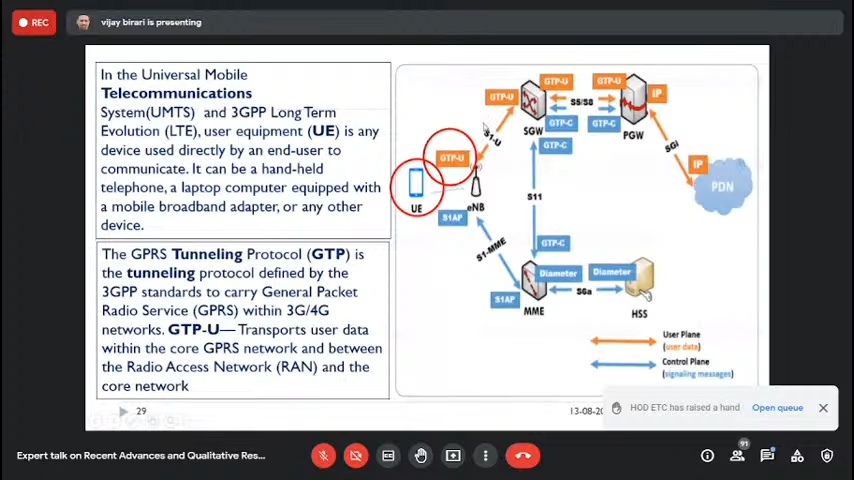 REC
vijay birari is presenting
In the Universal Mobile
Telecommunications
System(UMTS) and 3GPP Long Term
Evolution (LTE), user equipment (UE) is any
device used directly by an end-user to
communicate. It can be a hand-held
telephone, a laptop computer equipped with
a mobile broadband adapter, or any other
device.
The GPRS Tunneling Protocol (GTP) is
the tunneling protocol defined by the
3GPP standards to carry General Packet
Radio Service (GPRS) within 3G/4G
networks. GTP-U— Transports user data
within the core GPRS network and between
the Radio Access Network (RAN) and the
core network
GTP-U
GTP-U
GTP-U
GTP-U
IP
S5/S8
GTP-C
GTP-C
SGW
PGW
GTP-C
S1-U
SGi
IP
PDN
UE
eNB
S1AP
S11
S1-MME
GTP-C
Diameter
Diameter
S1AP
S6a
MME
HSS
User Plane
(user data)
Control Plane
(signaling messages)
29
13-08-20
HOD ETC has raised a hand
Open queue
Expert talk on Recent Advances and Qualitative Res...
91